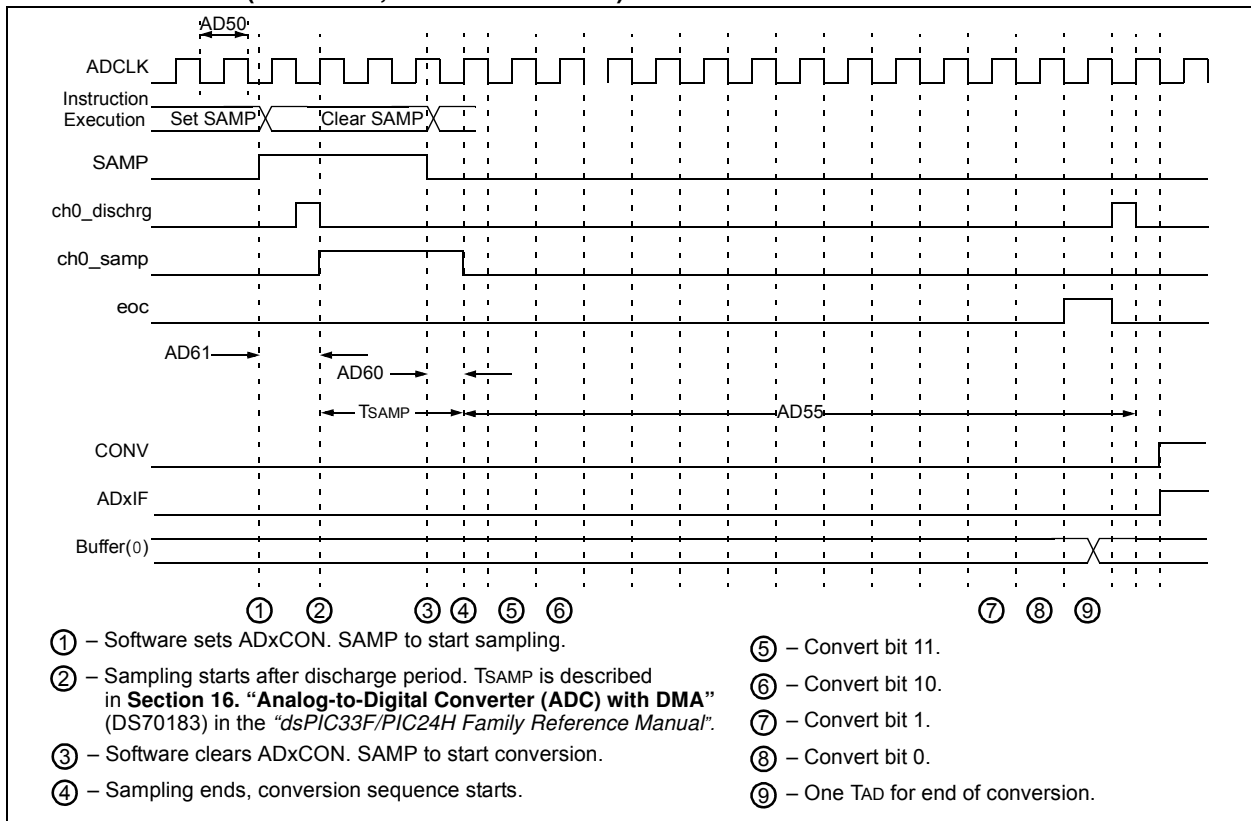 AD50
ADCLK
Instruction
Execution Set SAMP Clear SAMP
SAMP
ch0_dischrg
ch0_samp
eoc
AD61
AD60
TSAMP AD55
CONV
ADxIF
Buffer(0)
1 2 3 4 5 6 7 8 9
1 – Software sets ADxCON. SAMP to start sampling.
2 – Sampling starts after discharge period. TSAMP is described
in Section 16. “Analog-to-Digital Converter (ADC) with DMA”
(DS70183) in the “dsPIC33F/PIC24H Family Reference Manual”.
3 – Software clears ADxCON. SAMP to start conversion.
4 – Sampling ends, conversion sequence starts.
5 – Convert bit 11.
6 – Convert bit 10.
7 – Convert bit 1.
8 – Convert bit 0.
9 – One TAD for end of conversion.